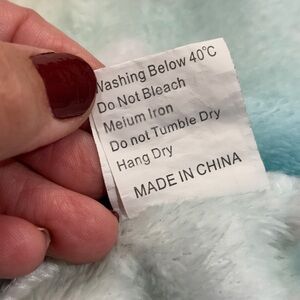 Washing Below 40°C
Do Not Bleach
Meium Iron
Do not Tumble Dry
Hang Dry
MADE IN CHINA